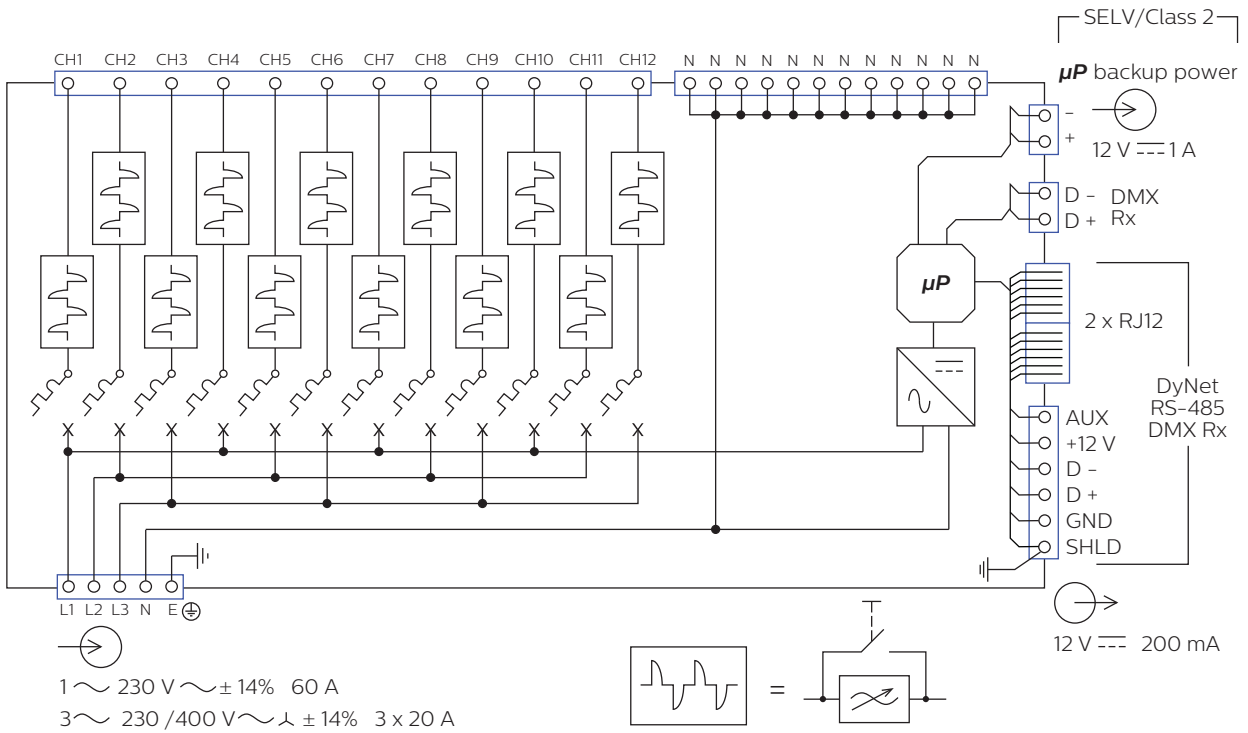 SELV/Class 2
CH1 CH2 CH3 CH4 CH5 CH6 CH7 CH8 CH9 CH10 CH11 CH12
N N N N N N N N N N N N
µP backup power
-
+
12 V 1 A
D - DMX
D + Rx
µP
2 x RJ12
DyNet
RS-485
DMX Rx
AUX
+12 V
D -
D +
GND
SHLD
L1 L2 L3 N E
12 V 200 mA
1 ~ 230 V ~ ± 14% 60 A
3 ~ 230 /400 V ~ ± 14% 3 x 20 A
=